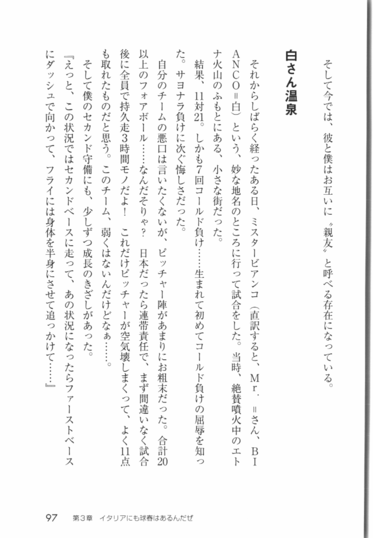 そして今では、彼と僕はお互いに〝親友〟と呼べる存在になっている。
白さん温泉
それからしばらく経ったある日、ミスタービアンコ（直訳すると、Mr.＝さん、BI
ANCO＝白）という、妙な地名のところに行って試合をした。当時、絶賛噴火中のエト
ナ火山のふもとにある、小さな街だった。
結果、11対21。しかも7回コールド負け……生まれて初めてコールド負けの屈辱を知っ
た。サヨナラ負けに次ぐ悔しさだった。
自分のチームの悪口は言いたくないが、ピッチャー陣があまりにお粗末だった。合計20
以上のフォアボール……なんだそりゃ？　日本だったら連帯責任で、まず間違いなく試合
後に全員で持久走3時間モノだよ！　これだけピッチャーが空気壊しまくって、よく11点
も取れたものだと思う。このチーム、弱くはないんだけどなぁ……。
そして僕のセカンド守備にも、少しずつ成長のきざしがあった。
『えっと、この状況ではセカンドベースに走って、あの状況になったらファーストベース
にダッシュで向かって、フライには身体を半身にさせて追っかけて……』
97　第3章　イタリアにも球春はあるんだぜ